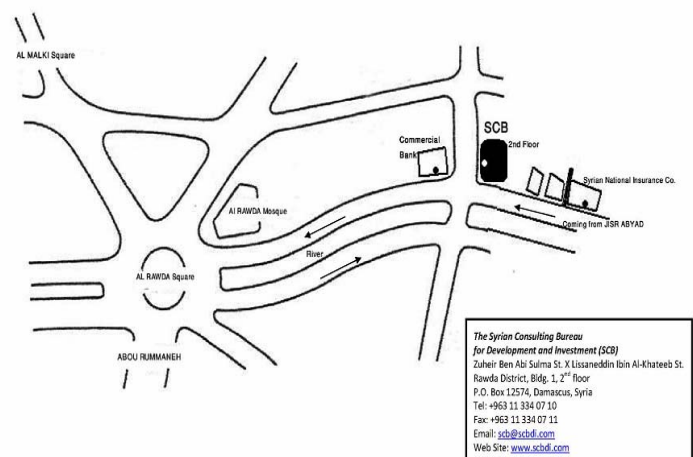 AL MALKI Square
SCB
2nd Floor
Commercial
Bank
Syrian National Insurance Co.
Al RAWDA Mosque
Coming from JISR ABYAD
River
AL RAWDA Square
ABOU RUMMANEH
The Syrian Consulting Bureau
for Development and Investment (SCB)
Zuheir Ben Abi Sulma St. X Lissaneddin Ibin Al-Khateeb St.
Rawda District, Bldg. 1, 2nd floor
P.O. Box 12574, Damascus, Syria
Tel: +963 11 334 07 10
Fax: +963 11 334 07 11
Email: scb@scbdi.com
Web Site: www.scbdi.com